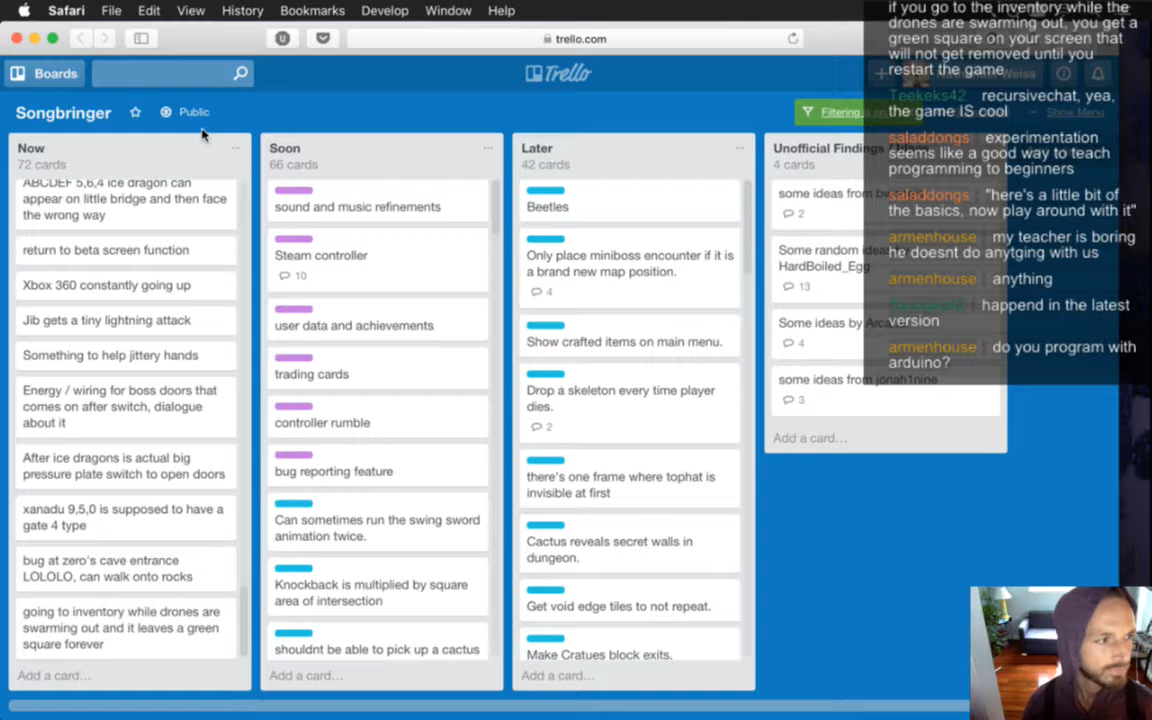 Safari File Edit View History Bookmarks Develop Window Help
trello.com
Boards
Trello
Weiss
Songbringer
Public
Filtering is on
Show Menu
Now
72 cards
ABCDEF 5,6,4 ice dragon can
appear on little bridge and then face
the wrong way
return to beta screen function
Xbox 360 constantly going up
Jib gets a tiny lightning attack
Something to help jittery hands
Energy / wiring for boss doors that
comes on after switch, dialogue
about it
After ice dragons is actual big
pressure plate switch to open doors
xanadu 9,5,0 is supposed to have a
gate 4 type
bug at zero's cave entrance
LOLOLO, can walk onto rocks
going to inventory while drones are
swarming out and it leaves a green
square forever
Add a card...
Soon
66 cards
sound and music refinements
Steam controller
10
user data and achievements
trading cards
controller rumble
bug reporting feature
Can sometimes run the swing sword
animation twice.
Knockback is multiplied by square
area of intersection
shouldnt be able to pick up a cactus
Add a card...
Later
42 cards
Beetles
Only place miniboss encounter if it is
a brand new map position.
4
Show crafted items on main menu.
Drop a skeleton every time player
dies.
2
there's one frame where tophat is
invisible at first
Cactus reveals secret walls in
dungeon.
Get void edge tiles to not repeat.
Make Cratues block exits.
Add a card...
Unofficial Findings
4 cards
some ideas from
2
Some random ideas
HardBoiled_Egg
13
Some ideas by
4
some ideas from jonah1nine
3
Add a card...
if you go to the inventory while the
drones are swarming out, you get a
green square on your screen that
will not get removed until you
restart the game
Teekeks42 recursivechat, yea,
the game IS cool
saladdongs experimentation
seems like a good way to teach
programming to beginners
saladdongs "here's a little bit of
the basics, now play around with it"
armenhouse my teacher is boring
he doesnt do anytging with us
armenhouse anything
happend in the latest
version
armenhouse do you program with
arduino?